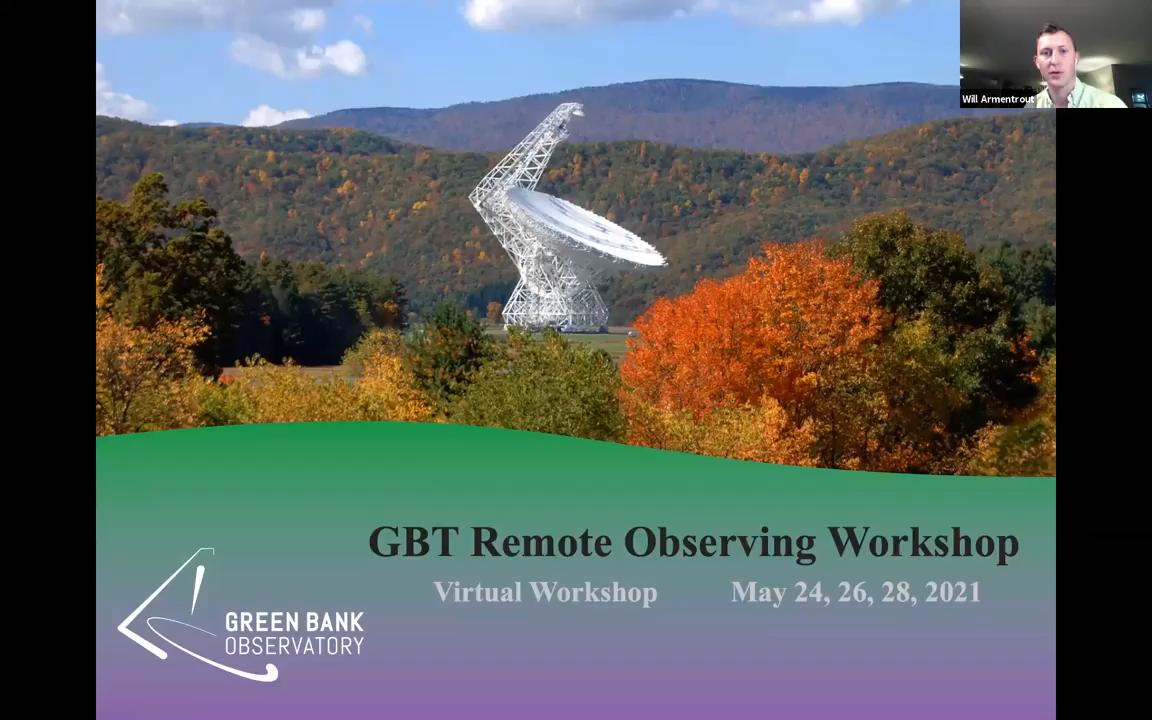 Will Armentrout
GBT Remote Observing Workshop
Virtual Workshop May 24, 26, 28, 2021
GREEN BANK
OBSERVATORY